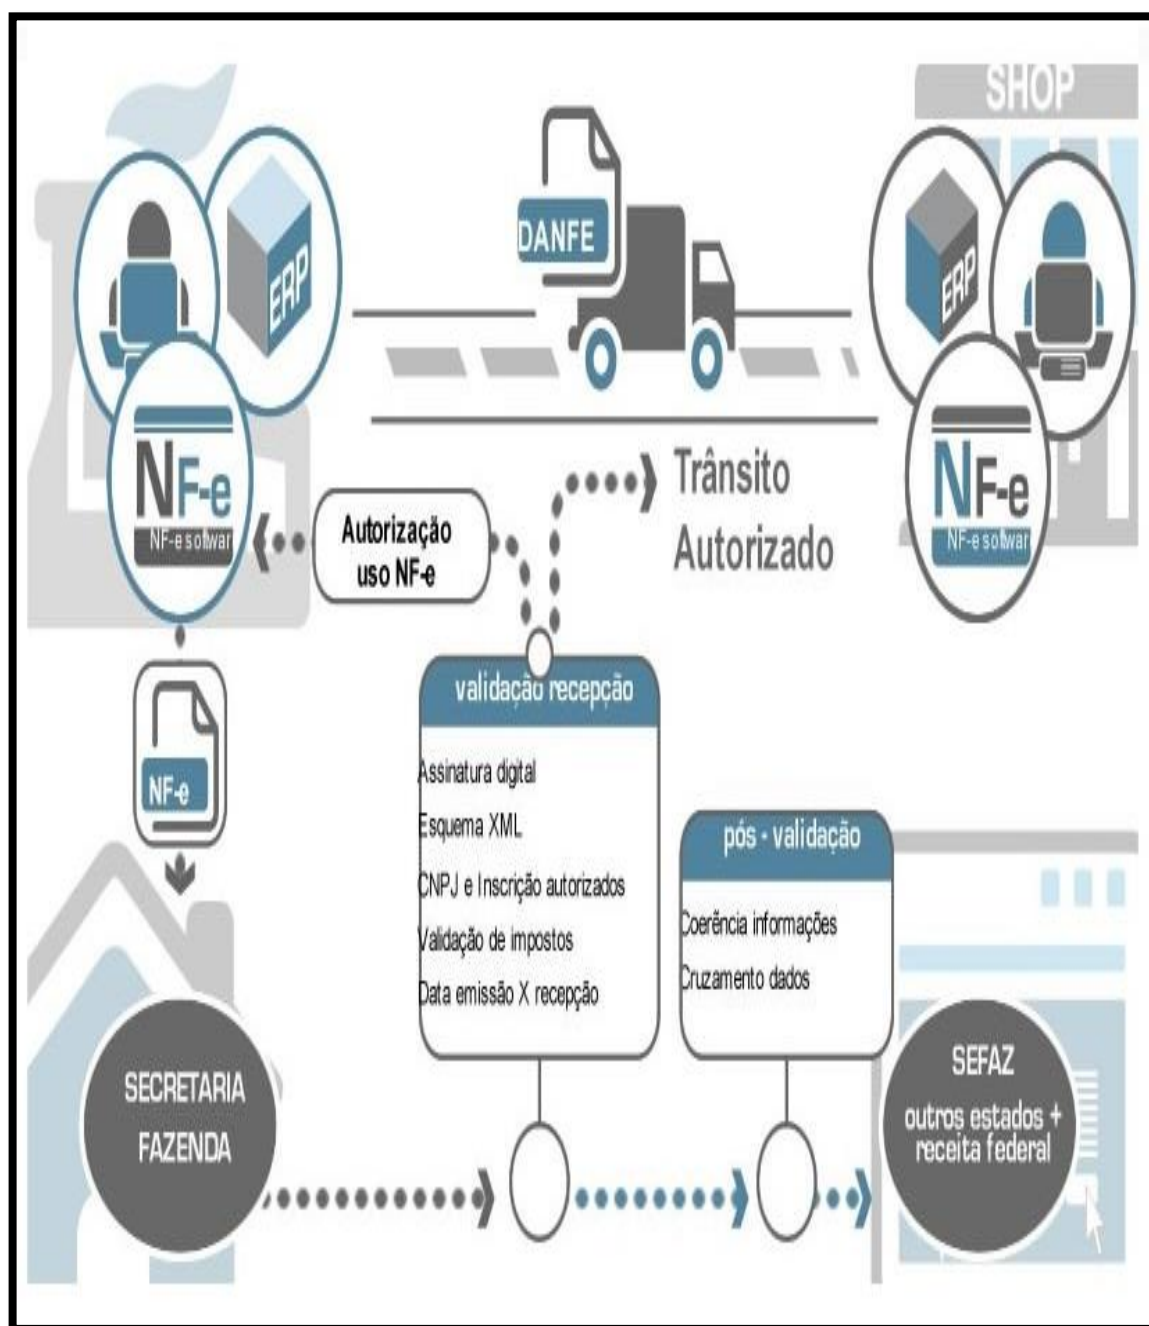 SHOP
DANFE
ERP
ERP
NF-e
NF-e softwar
NF-e
NF-e softwar
Trânsito
Autorizado
Autorização
uso NF-e
NF-e
validação recepção
Assinatura digital
Esquema XML
CNPJ e Inscrição autorizados
Validação de impostos
Data emissão X recepção
pós - validação
Coerência informações
Cruzamento dados
SECRETARIA
FAZENDA
SEFAZ
outros estados +
receita federal